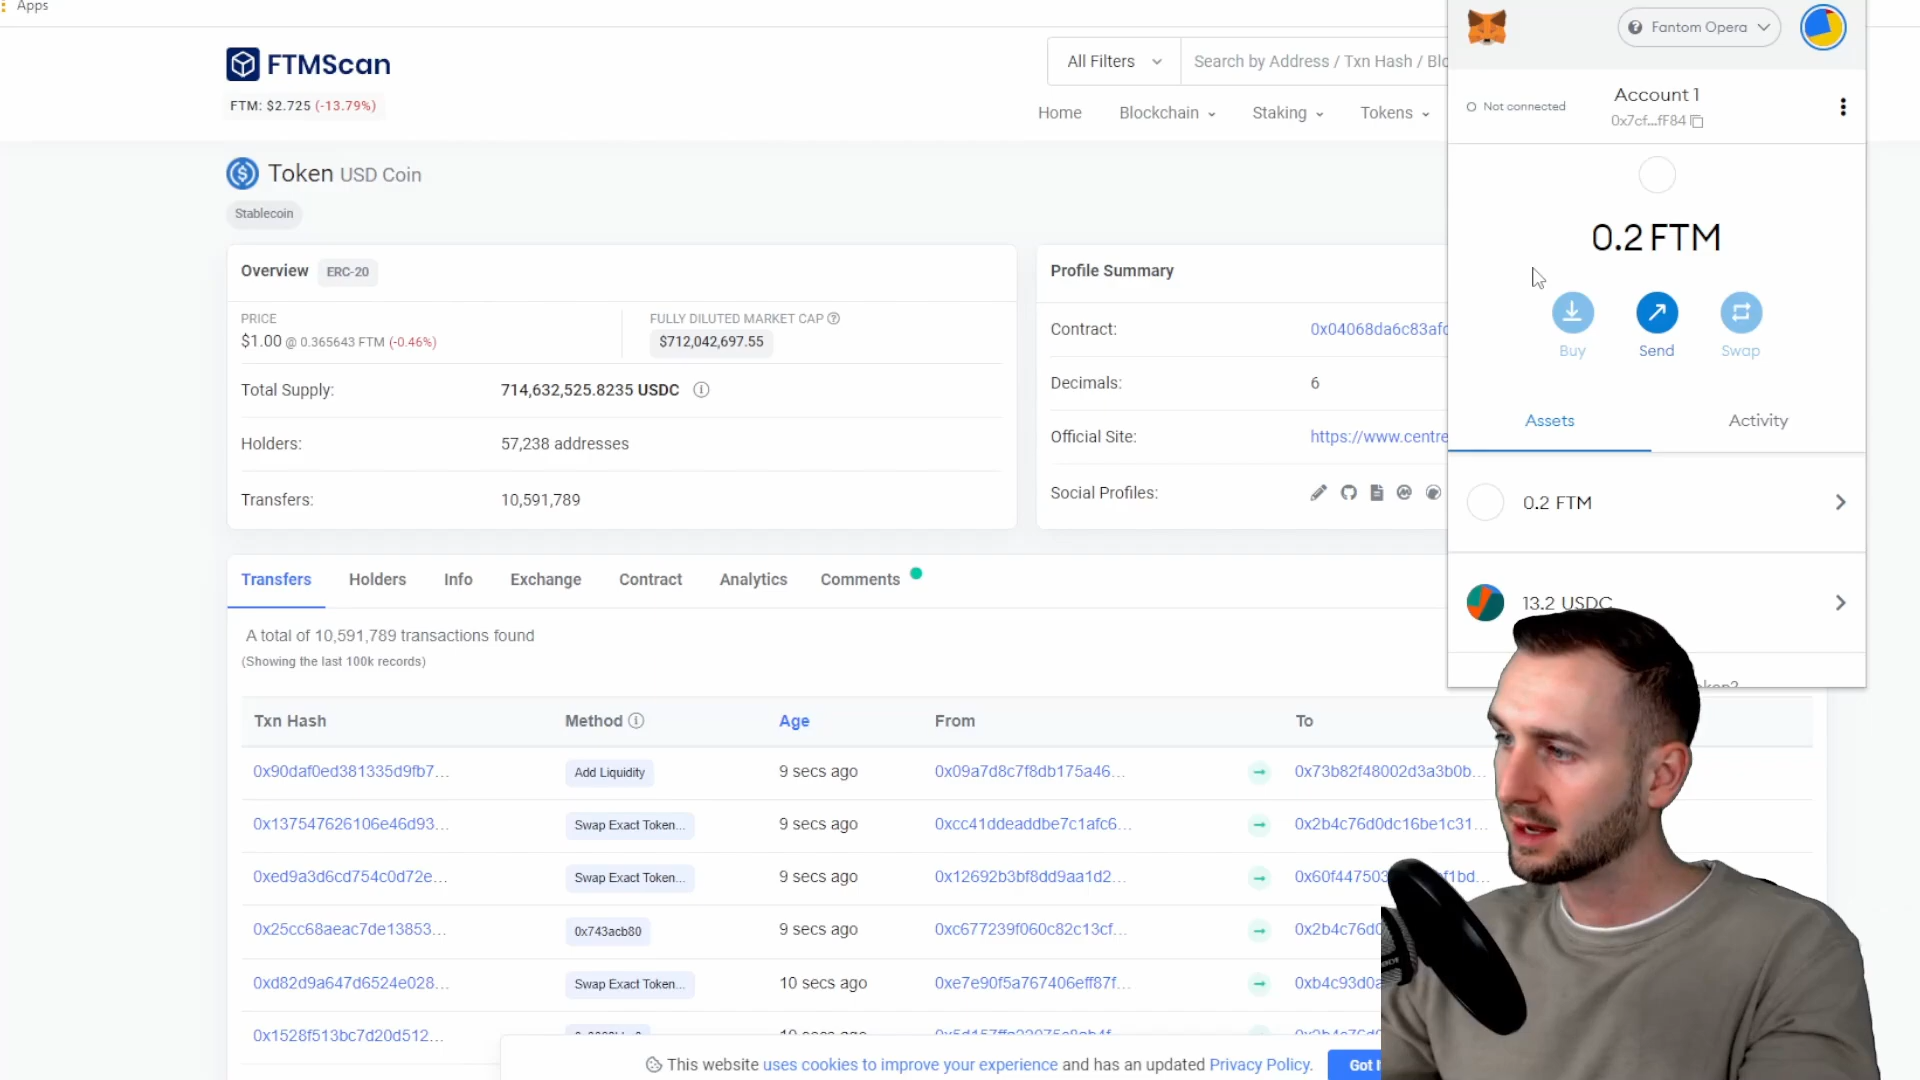 Apps
FTMScan
FTM: $2.725 (-13.79%)
All Filters
Search by Address / Txn Hash / Blo
Home
Blockchain
Staking
Tokens
Fantom Opera
Not connected
Account 1
0x7cf...fF84
0.2 FTM
Buy
Send
Swap
Assets
Activity
0.2 FTM
13.2 USDC
Token USD Coin
Stablecoin
Overview ERC-20
PRICE
$1.00 @ 0.365643 FTM (-0.46%)
FULLY DILUTED MARKET CAP
$712,042,697.55
Total Supply: 714,632,525.8235 USDC
Holders: 57,238 addresses
Transfers: 10,591,789
Profile Summary
Contract: 0x04068da6c83afc
Decimals: 6
Official Site: https://www.centre
Social Profiles:
Transfers Holders Info Exchange Contract Analytics Comments
A total of 10,591,789 transactions found
(Showing the last 100k records)
Txn Hash Method Age From To
0x90daf0ed381335d9fb7... Add Liquidity 9 secs ago 0x09a7d8c7f8db175a46... 0x73b82f48002d3a3b0b...
0x137547626106e46d93... Swap Exact Token... 9 secs ago 0xcc41ddeaddbe7c1afc6... 0x2b4c76d0dc16be1c31...
0xed9a3d6cd754c0d72e... Swap Exact Token... 9 secs ago 0x12692b3bf8dd9aa1d2... 0x60f447503
0x25cc68aeac7de13853... 0x743acb80 9 secs ago 0xc677239f060c82c13cf... 0x2b4c76d0
0xd82d9a647d6524e028... Swap Exact Token... 10 secs ago 0xe7e90f5a767406eff87f... 0xb4c93d0a
0x1528f513bc7d20d512... 10 secs ago
This website uses cookies to improve your experience and has an updated Privacy Policy.
Got